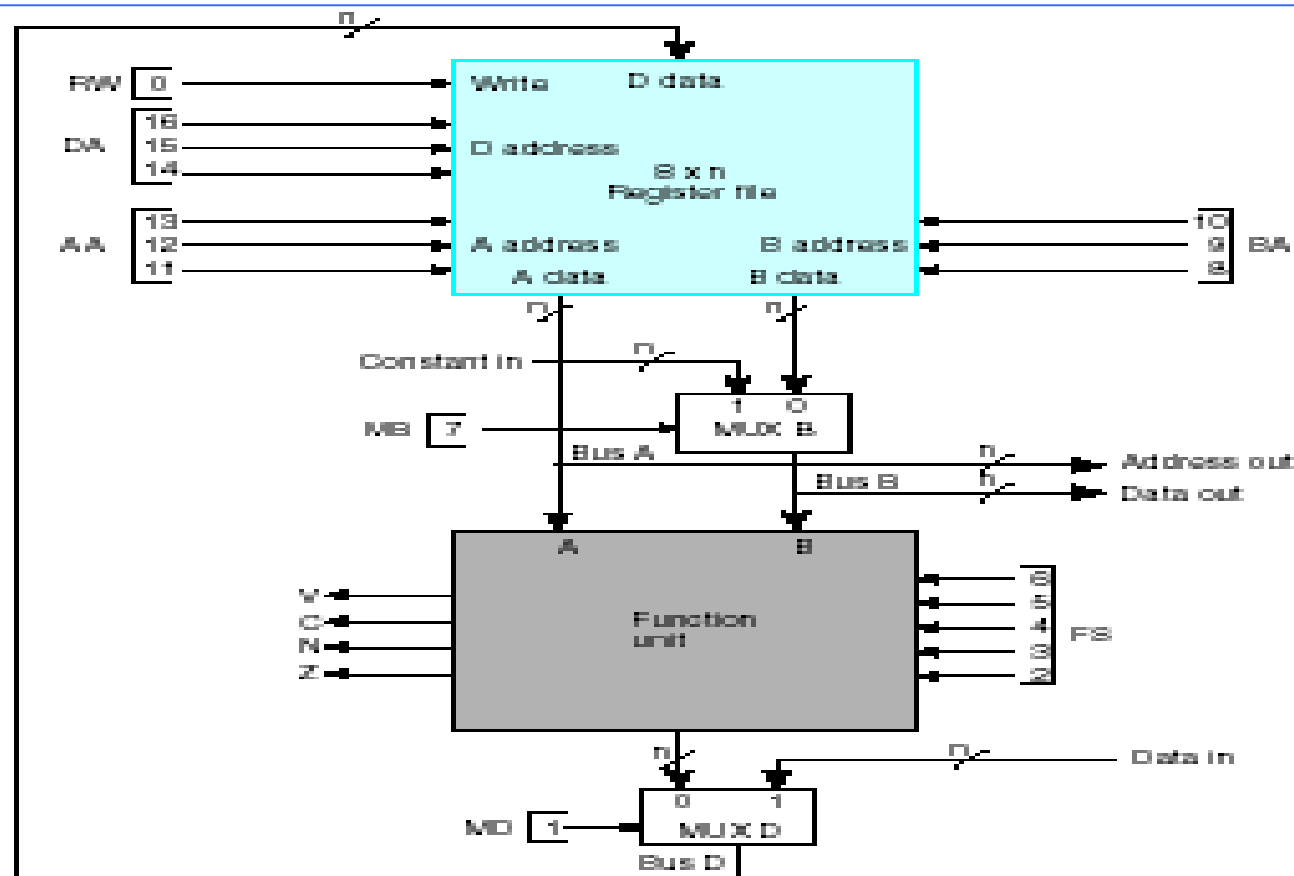 n
RW 0
Write
D data
16
DA 15
14
D address
8 x n
Register file
13
AA 12
11
A address
B address
A data
B data
10
9 BA
8
n
n
Constant in
n
1 0
MUX B
MB 7
Bus A
n
Address out
Bus B
n
Data out
A
B
V
C
N
Z
Function
unit
6
5
4 FS
3
2
n
n
Data in
0 1
MUX D
MD 1
Bus D